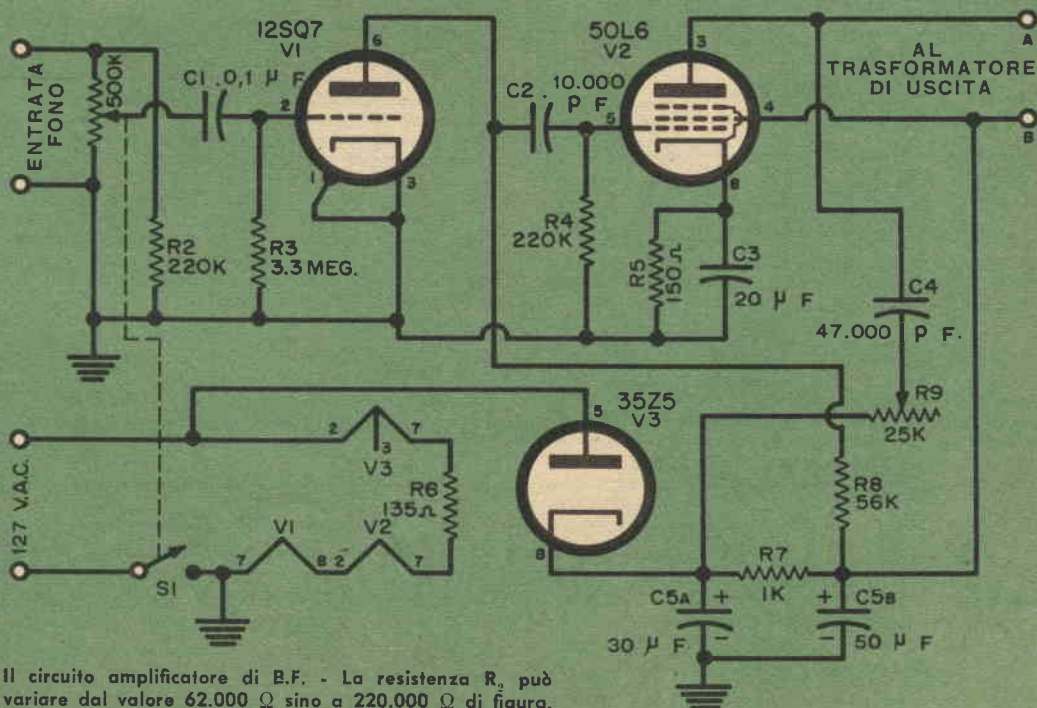 12SQ7
V1
50L6
V2
6
3
A
AL
TRASFORMATORE
DI USCITA
B
ENTRATA
FONO
500K
C1 .0,1 µ F
2
1
3
C2. 10.000
P F.
5
4
8
R2
220K
R3
3.3 MEG.
R4
220K
R5
150Ω
C3
20 µ F
C4
47.000 P F.
35Z5
V3
5
8
R9
25K
R8
56K
127 V.A.C.
2
3
7
V3
R6
135Ω
V1
V2
7
8
2
7
S1
R7
1K
C5A
+
-
30 µ F.
+
-
C5B
50 µ F
Il circuito amplificatore di B.F. - La resistenza R₂ può
variare dal valore 62.000 Ω sino a 220.000 Ω di figura.